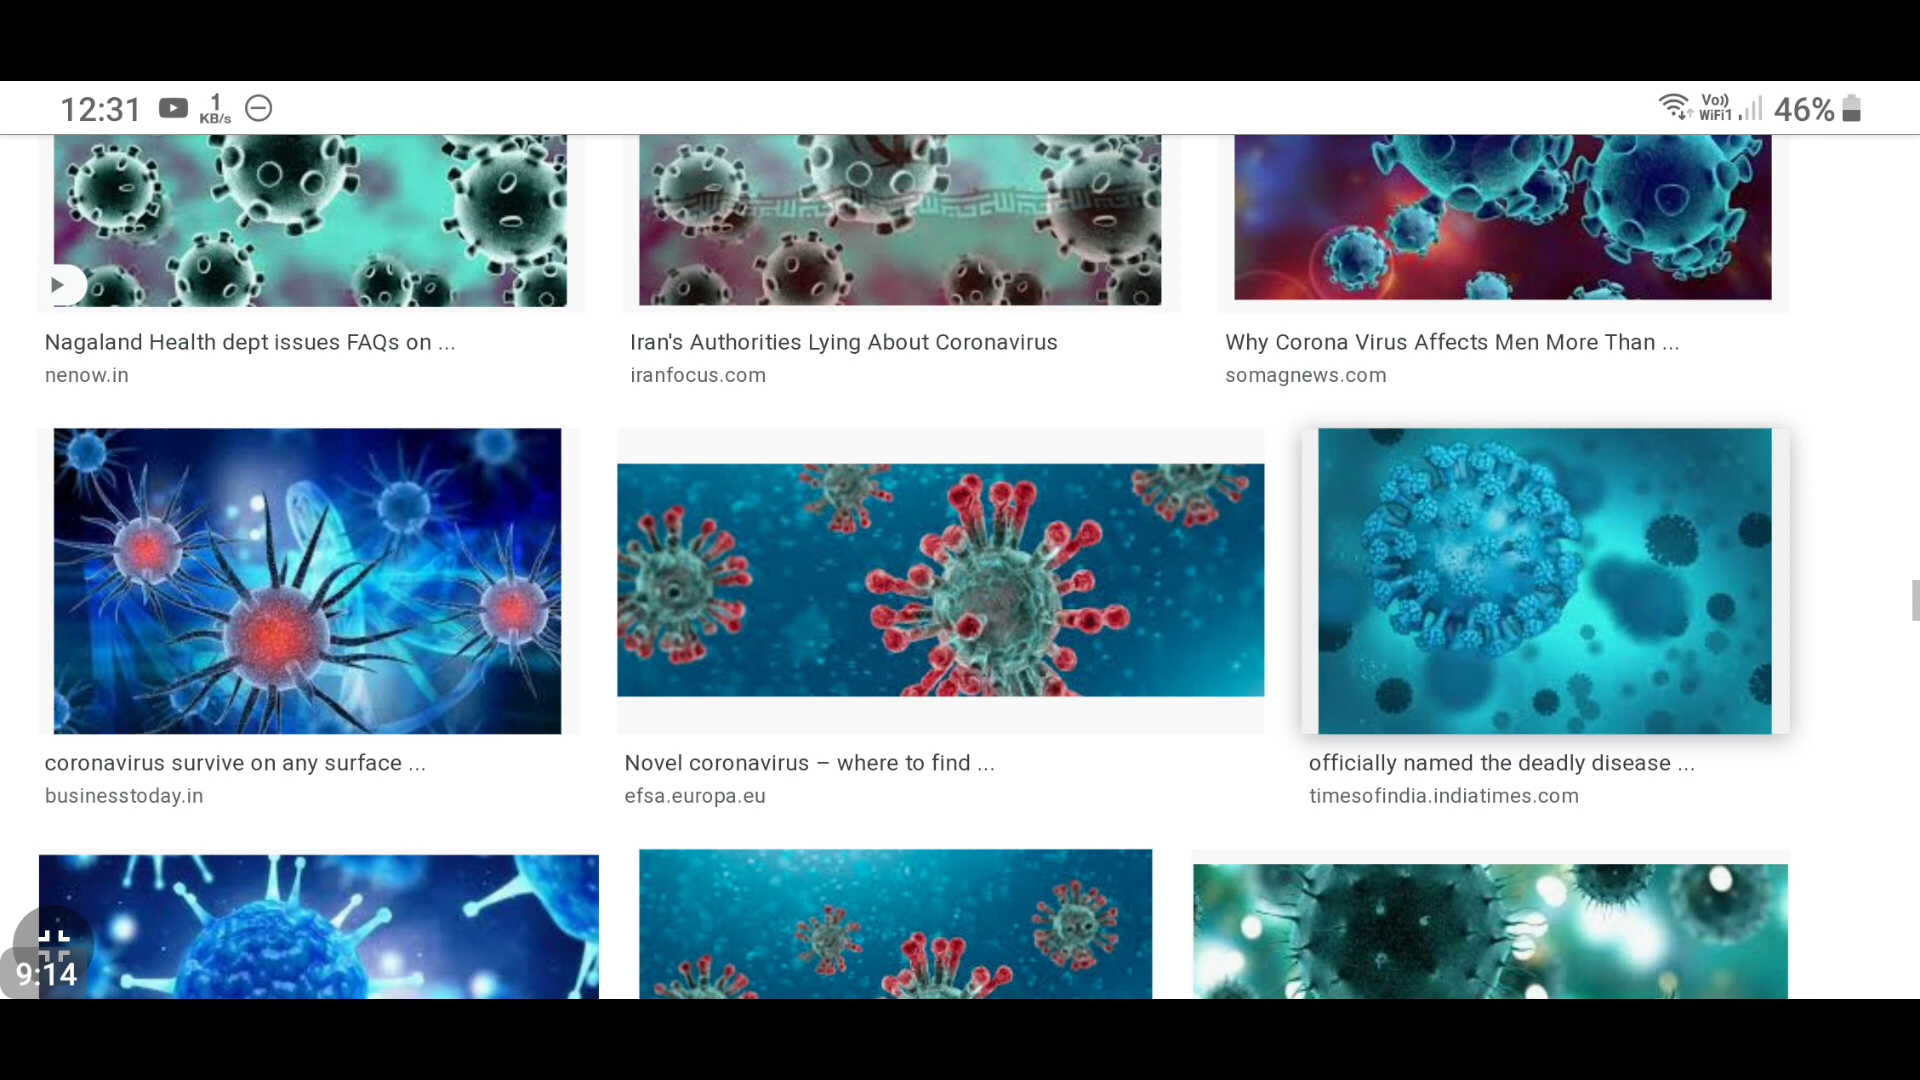 12:31
1
KB/s
Vo))
WiFi1
46%
Nagaland Health dept issues FAQs on ...
nenow.in
Iran's Authorities Lying About Coronavirus
iranfocus.com
Why Corona Virus Affects Men More Than ...
somagnews.com
coronavirus survive on any surface ...
businesstoday.in
Novel coronavirus – where to find ...
efsa.europa.eu
officially named the deadly disease ...
timesofindia.indiatimes.com
9:14